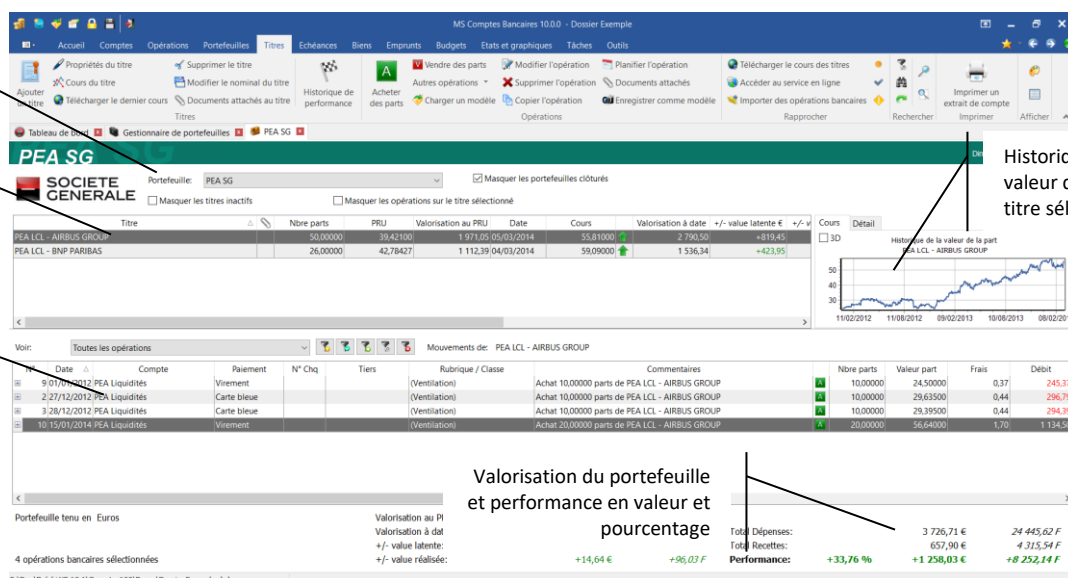 MS Comptes Bancaires 10.0.0 - Dossier Exemple
Accueil Comptes Opérations Portefeuilles Titres Echéances Biens Emprunts Budgets Etats et graphiques Tâches Outils
Ajouter un titre
Propriétés du titre
Cours du titre
Télécharger le dernier cours
Supprimer le titre
Modifier le nominal du titre
Documents attachés au titre
Titres
Historique de performance
Acheter des parts
Vendre des parts
Autres opérations
Charger un modèle
Modifier l'opération
Supprimer l'opération
Copier l'opération
Planifier l'opération
Documents attachés
Enregistrer comme modèle
Opérations
Télécharger le cours des titres
Accéder au service en ligne
Importer des opérations bancaires
Rapprocher
Rechercher
Imprimer un extrait de compte
Imprimer
Afficher
Tableau de bord Gestionnaire de portefeuilles PEA SG
PEA SG
SOCIETE GENERALE
Portefeuille: PEA SG
Masquer les portefeuilles clôturés
Masquer les titres inactifs Masquer les opérations sur le titre sélectionné
Titre Nbre parts PRU Valorisation au PRU Date Cours Valorisation à date +/- value latente € +/- v
PEA LCL - AIRBUS GROUP 50,00000 39,42100 1 971,05 05/03/2014 55,81000 2 790,50 +819,45
PEA LCL - BNP PARIBAS 26,00000 42,78427 1 112,39 04/03/2014 59,09000 1 536,34 +423,95
Cours Détail
3D
Historique de la valeur de la part
PEA LCL - AIRBUS GROUP
50
40
30
11/02/2012 11/08/2012 09/02/2013 10/08/2013 08/02/201
Voir: Toutes les opérations Mouvements de: PEA LCL - AIRBUS GROUP
N° Date Compte Paiement N° Chq Tiers Rubrique / Classe Commentaires Nbre parts Valeur part Frais Débit
9 01/01/2012 PEA Liquidités Virement (Ventilation) Achat 10,00000 parts de PEA LCL - AIRBUS GROUP A 10,00000 24,50000 0,37 245,37
2 27/12/2012 PEA Liquidités Carte bleue (Ventilation) Achat 10,00000 parts de PEA LCL - AIRBUS GROUP A 10,00000 29,63500 0,44 296,79
3 28/12/2012 PEA Liquidités Carte bleue (Ventilation) Achat 10,00000 parts de PEA LCL - AIRBUS GROUP A 10,00000 29,39500 0,44 294,39
10 15/01/2014 PEA Liquidités Virement (Ventilation) Achat 20,00000 parts de PEA LCL - AIRBUS GROUP A 20,00000 56,64000 1,70 1 134,50
Valorisation du portefeuille
et performance en valeur et
pourcentage
Portefeuille tenu en Euros
4 opérations bancaires sélectionnées
Valorisation au
Valorisation à dat
+/- value latente:
+/- value réalisée: +14,64 € +96,03 F
Total Dépenses: 3 726,71 € 24 445,62 F
Total Recettes: 657,90 € 4 315,54 F
Performance: +33,76 % +1 258,03 € +8 252,14 F